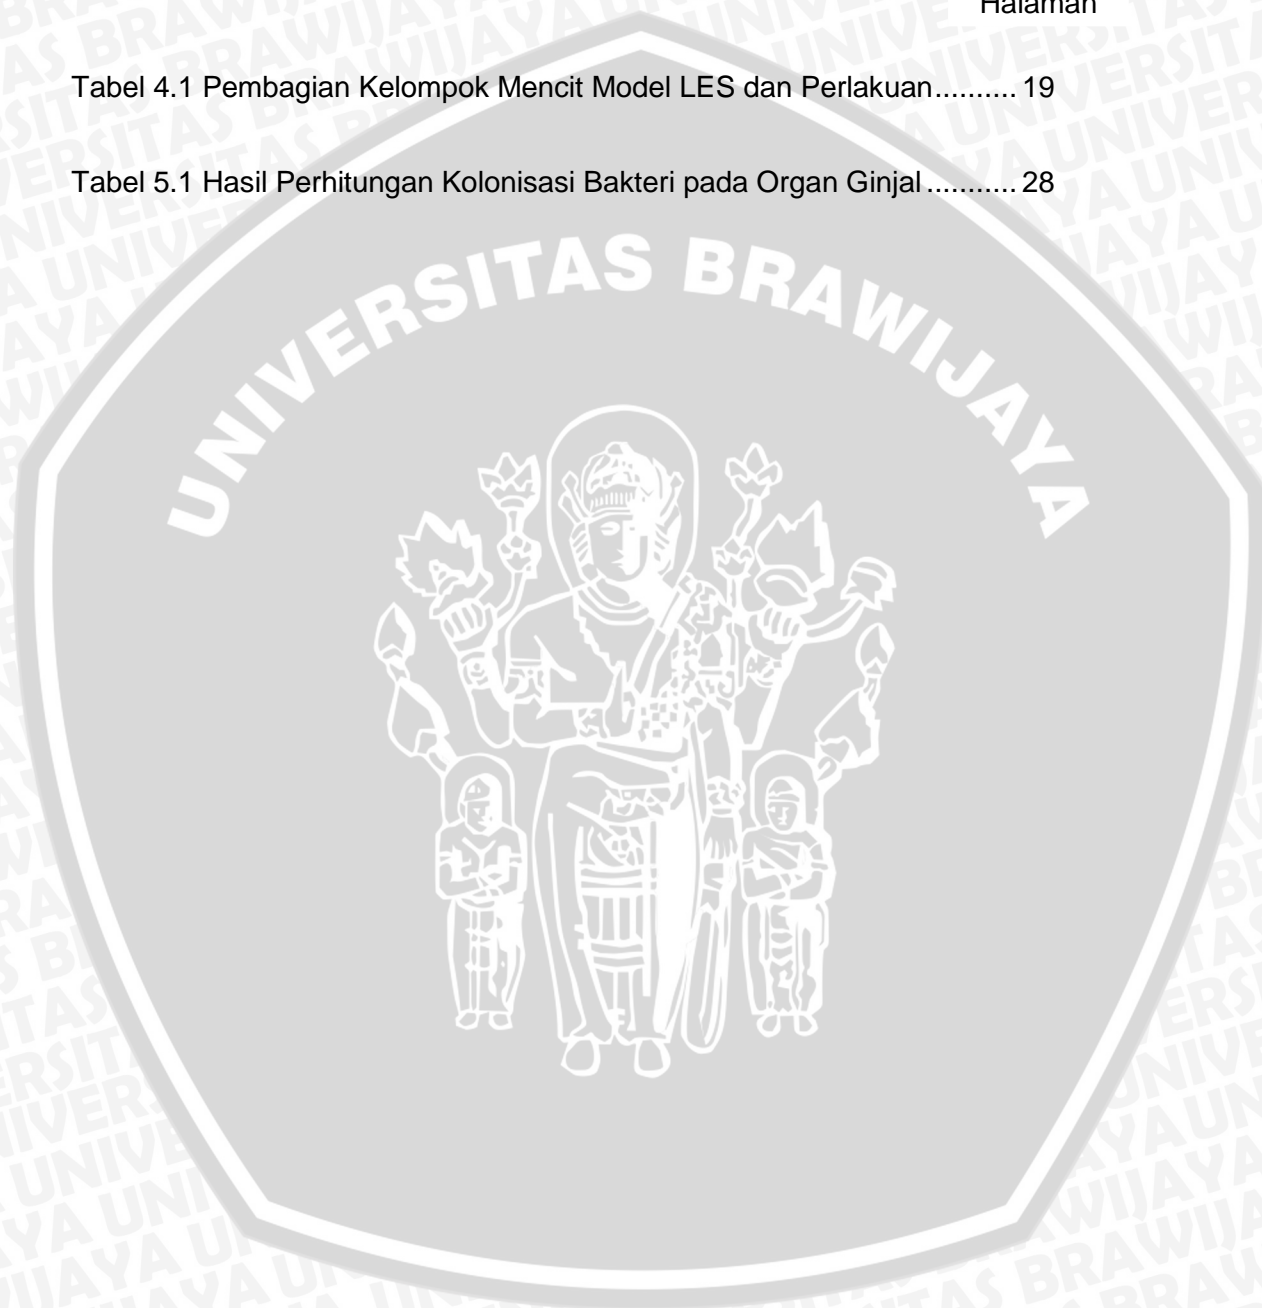 Halaman
Tabel 4.1 Pembagian Kelompok Mencit Model LES dan Perlakuan.......... 19
Tabel 5.1 Hasil Perhitungan Kolonisasi Bakteri pada Organ Ginjal........... 28
UNIVERSITAS BRAWIJAYA